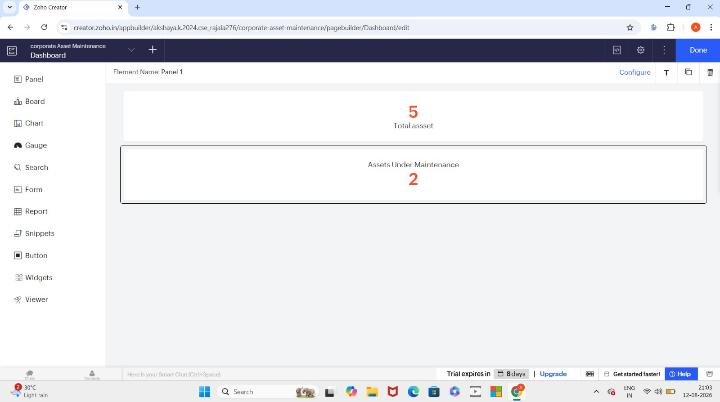 Zoho Creator
creator.zoho.in/appbuilder/akshaya.k.2024.cse_rajala276/corporate-asset-maintenance/pagebuilder/Dashboard/edit
corporate Asset Maintenance
Dashboard
Done
Element Name: Panel 1
Configure
T
Panel
Board
Chart
Gauge
Search
Form
Report
Snippets
Button
Widgets
Viewer
5
Total assset
Assets Under Maintenance
2
Here is your Smart Chat (Ctrl+Space)
Trial expires in 8 days
Upgrade
Get started faster!
Help
30°C
Light rain
Search
ENG
IN
21:03
12-08-2026